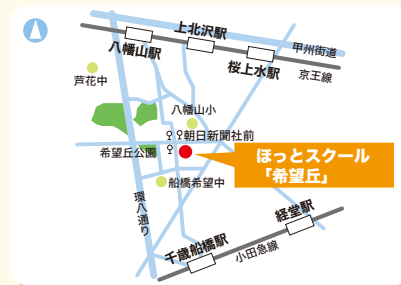 上北沢駅
甲州街道
八幡山駅
桜上水駅
京王線
芦花中
八幡山小
朝日新聞社前
希望丘公園
ほっとスクール
「希望丘」
船橋希望中
環八通り
経堂駅
千歳船橋駅
小田急線